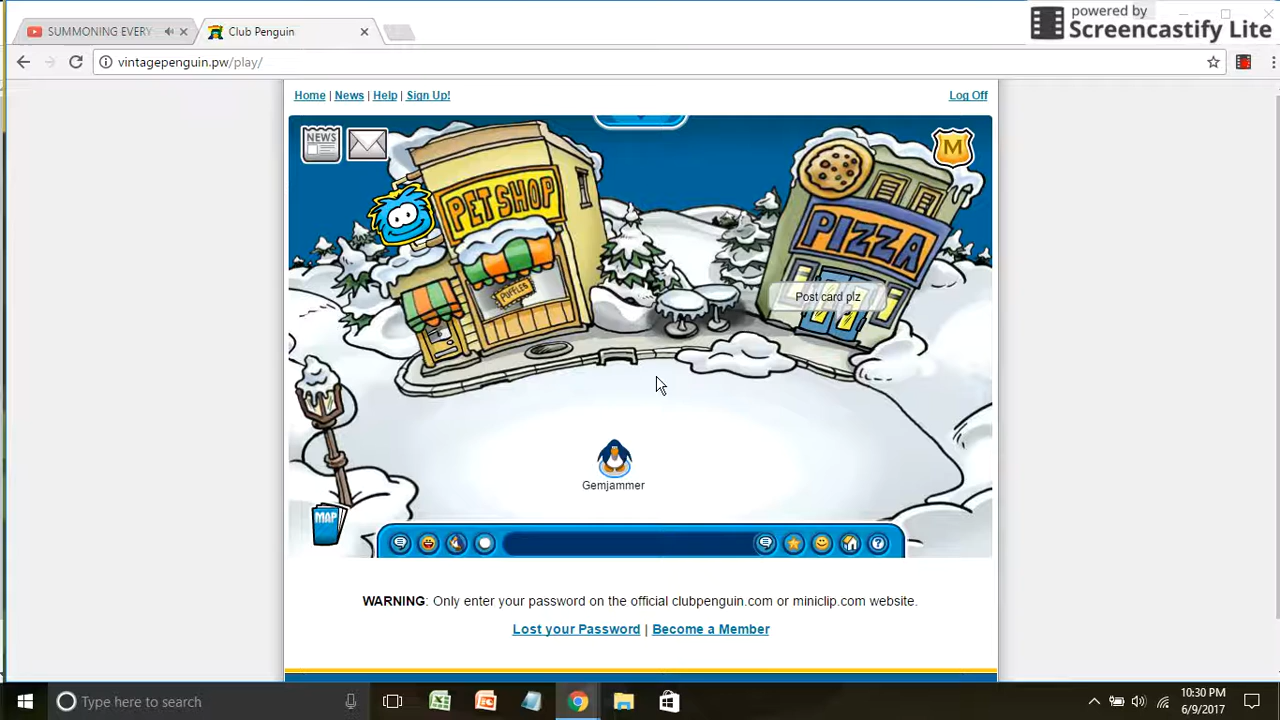 powered by
Screencastify Lite
SUMMONING EVERY
Club Penguin
vintagepenguin.pw/play/
Home | News | Help | Sign Up!
Log Off
NEWS
M
PET SHOP
PUFFLES
PIZZA
Post card plz
Gemjammer
MAP
?
WARNING: Only enter your password on the official clubpenguin.com or miniclip.com website.
Lost your Password | Become a Member
Type here to search
10:30 PM
6/9/2017